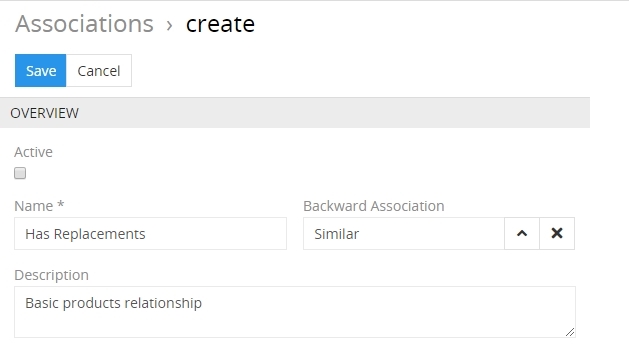 Associations › create
Save Cancel
OVERVIEW
Active
Name * Backward Association
Has Replacements Similar
Description
Basic products relationship